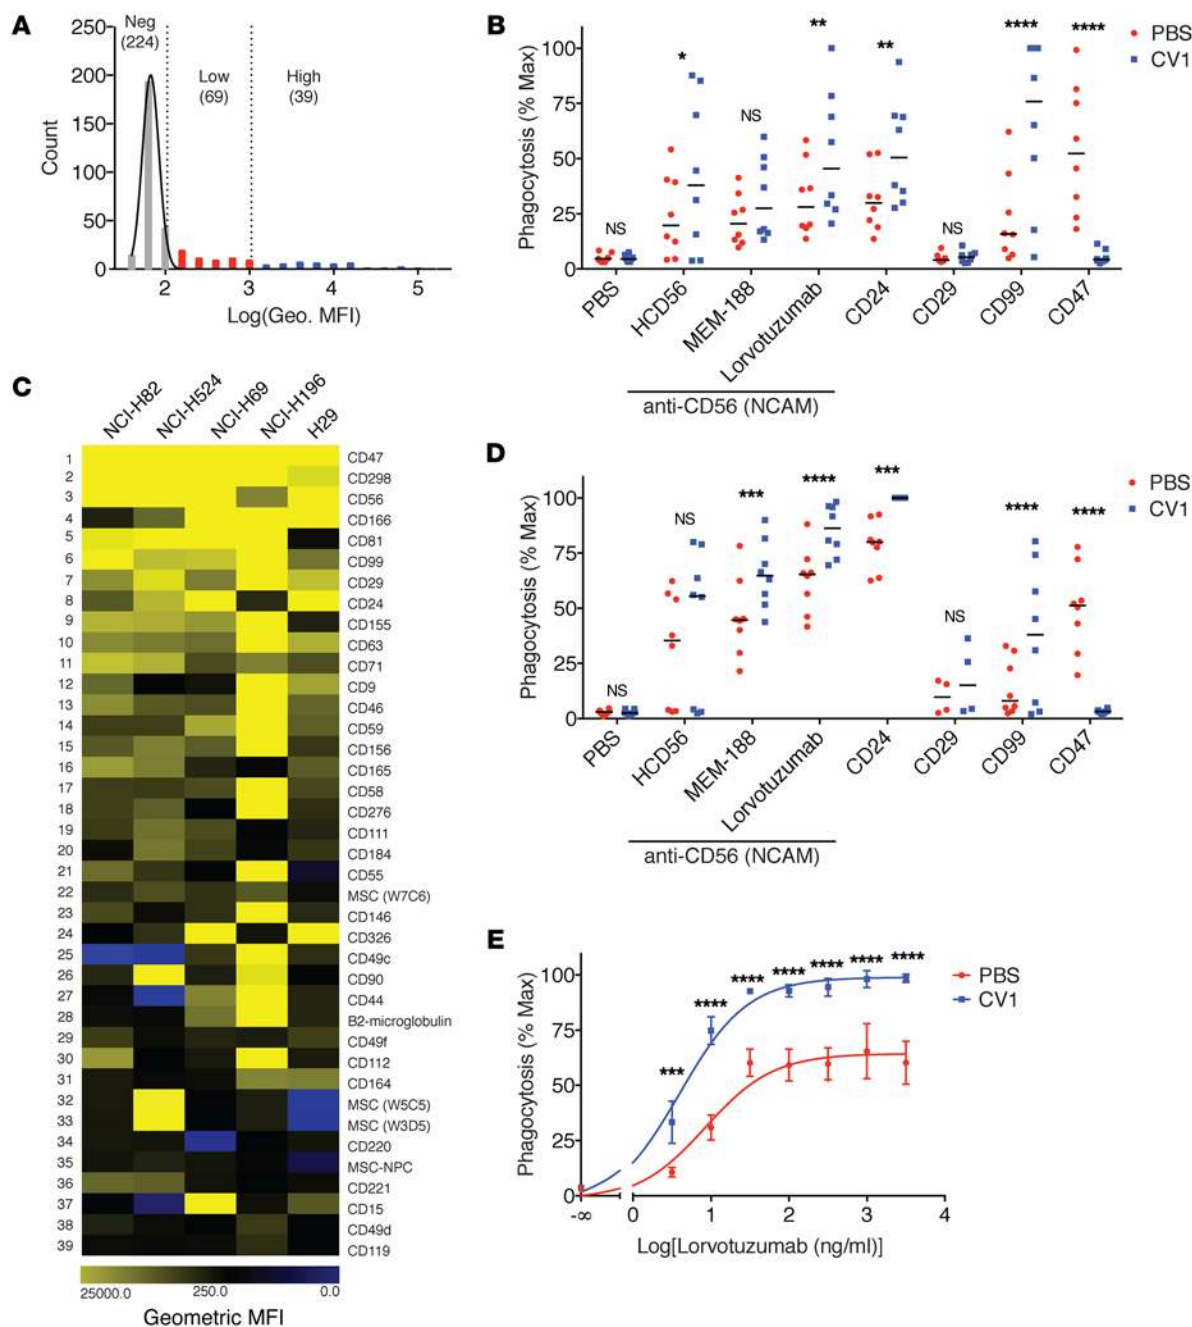 A
250
200
150
100
50
0
Count
Neg
(224)
Low
(69)
High
(39)
2
3
4
5
Log(Geo. MFI)
B
100
75
50
25
0
Phagocytosis (% Max)
NS
*
NS
**
**
NS
****
****
PBS
CV1
PBS
HCD56
MEM-188
Lorvotuzumab
CD24
CD29
CD99
CD47
anti-CD56 (NCAM)
C
NCI-H82
NCI-H524
NCI-H69
NCI-H196
H29
1 CD47
2 CD298
3 CD56
4 CD166
5 CD81
6 CD99
7 CD29
8 CD24
9 CD155
10 CD63
11 CD71
12 CD9
13 CD46
14 CD59
15 CD156
16 CD165
17 CD58
18 CD276
19 CD111
20 CD184
21 CD55
22 MSC (W7C6)
23 CD146
24 CD326
25 CD49c
26 CD90
27 CD44
28 B2-microglobulin
29 CD49f
30 CD112
31 CD164
32 MSC (W5C5)
33 MSC (W3D5)
34 CD220
35 MSC-NPC
36 CD221
37 CD15
38 CD49d
39 CD119
25000.0 250.0 0.0
Geometric MFI
D
100
75
50
25
0
Phagocytosis (% Max)
NS
NS
***
****
***
NS
****
****
PBS
CV1
PBS
HCD56
MEM-188
Lorvotuzumab
CD24
CD29
CD99
CD47
anti-CD56 (NCAM)
E
100
75
50
25
0
Phagocytosis (% Max)
***
****
****
****
****
****
****
PBS
CV1
-∞ 0 1 2 3 4
Log[Lorvotuzumab (ng/ml)]